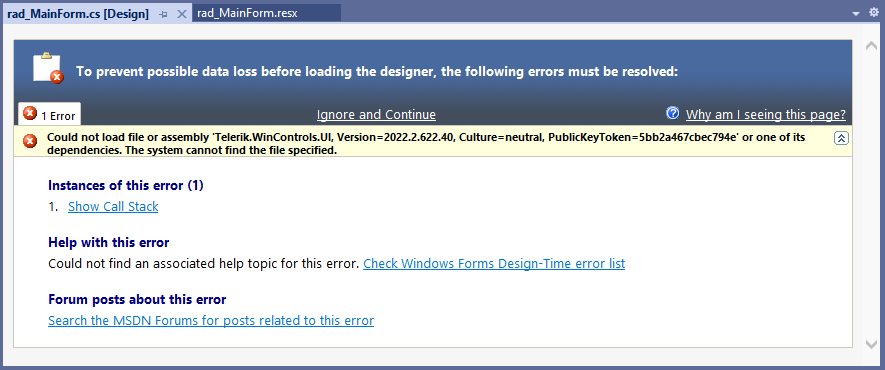 rad_MainForm.cs [Design]
rad_MainForm.resx
To prevent possible data loss before loading the designer, the following errors must be resolved:
1 Error
Ignore and Continue
Why am I seeing this page?
Could not load file or assembly 'Telerik.WinControls.UI, Version=2022.2.622.40, Culture=neutral, PublicKeyToken=5bb2a467cbec794e' or one of its
dependencies. The system cannot find the file specified.
Instances of this error (1)
1. Show Call Stack
Help with this error
Could not find an associated help topic for this error. Check Windows Forms Design-Time error list
Forum posts about this error
Search the MSDN Forums for posts related to this error